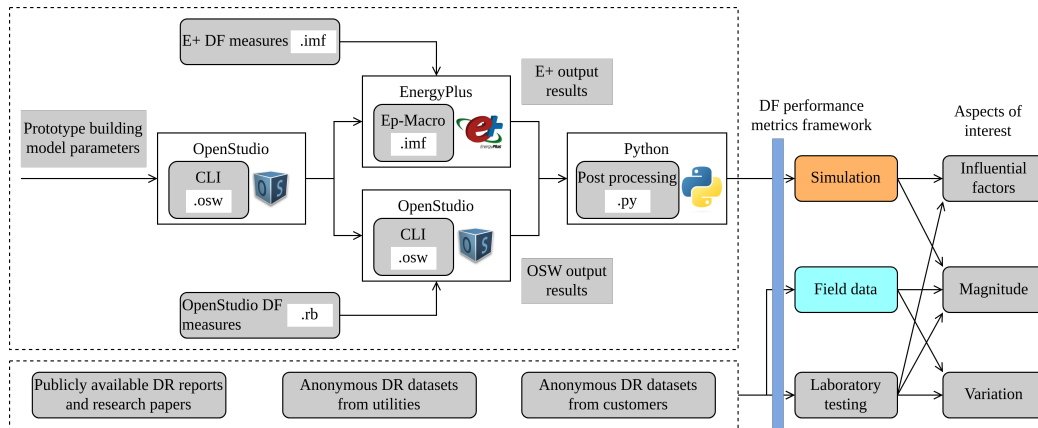 E+ DF measures .imf
E+ output
results
EnergyPlus
Ep-Macro
.imf
EnergyPlus
DF performance
metrics framework
Aspects of
interest
Prototype building
model parameters
OpenStudio
CLI
.osw
OS
Python
Post processing
.py
Simulation
Influential
factors
OpenStudio
CLI
.osw
OS
OSW output
results
Field data
Magnitude
OpenStudio DF
measures
.rb
Publicly available DR reports
and research papers
Anonymous DR datasets
from utilities
Anonymous DR datasets
from customers
Laboratory
testing
Variation